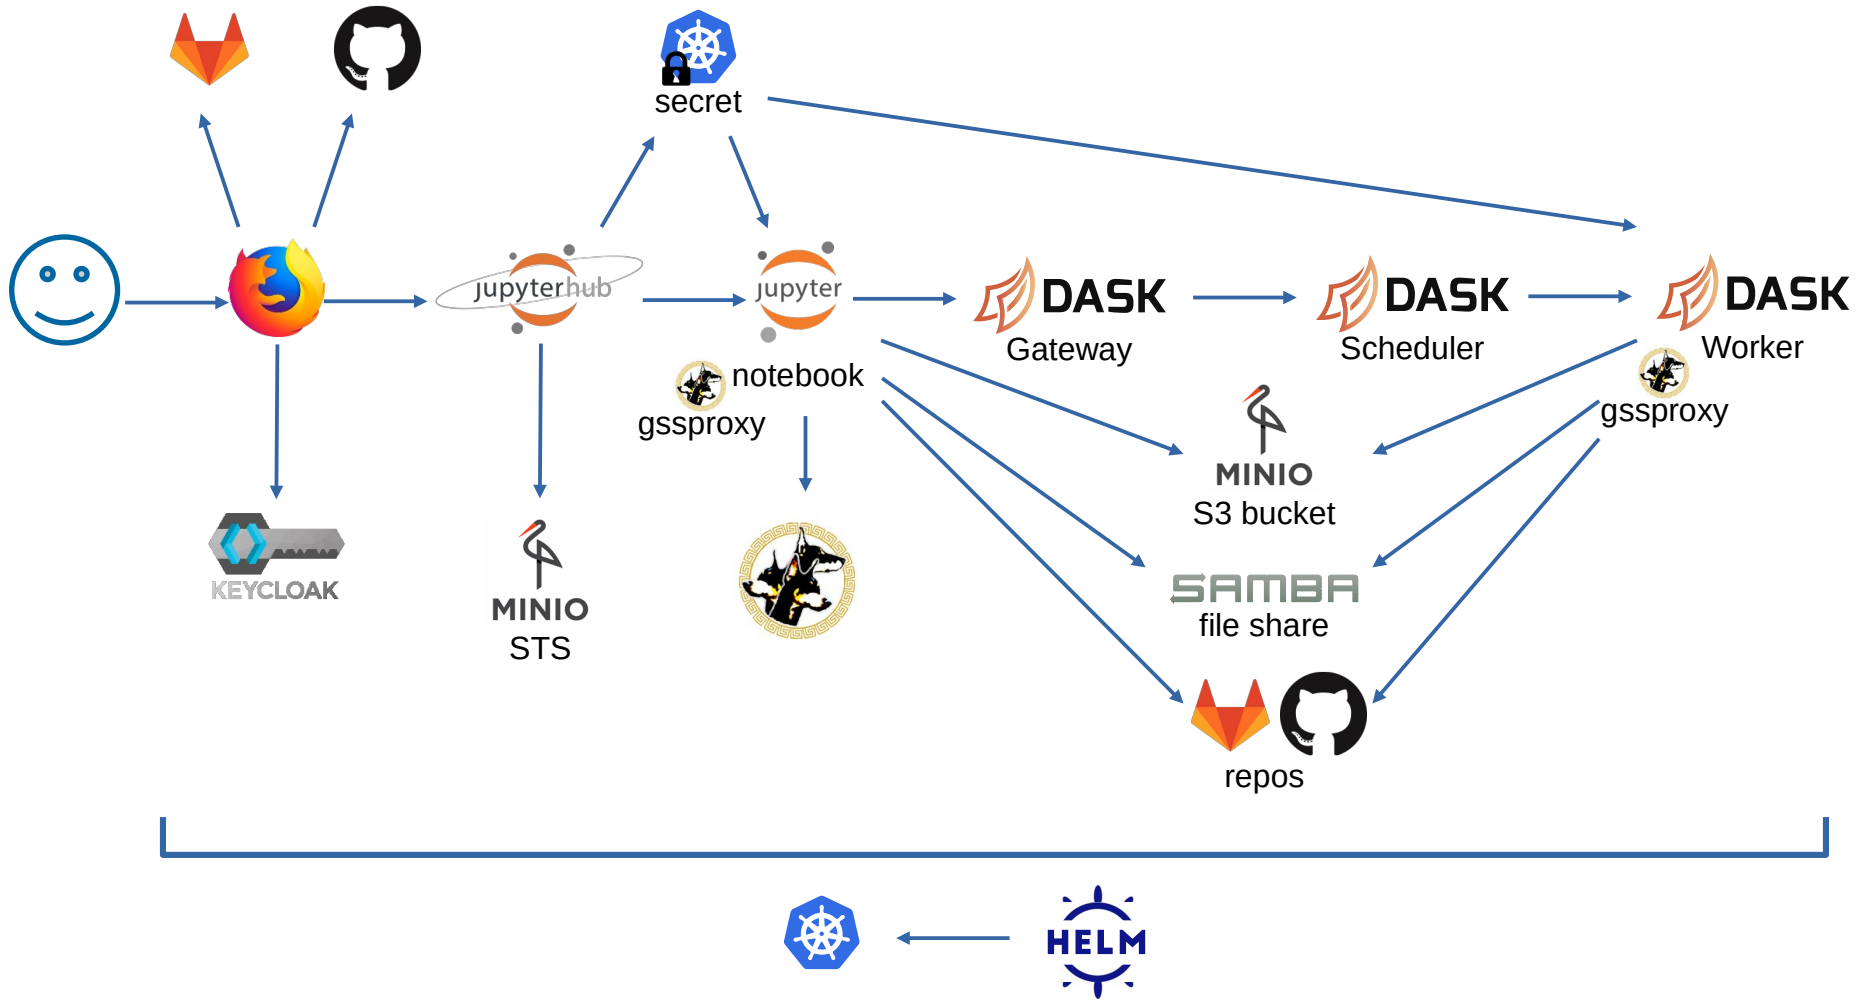 secret
jupyterhub
jupyter
notebook
gssproxy
DASK
Gateway
DASK
Scheduler
DASK
Worker
gssproxy
MINIO
S3 bucket
KEYCLOAK
MINIO
STS
SAMBA
file share
repos
HELM